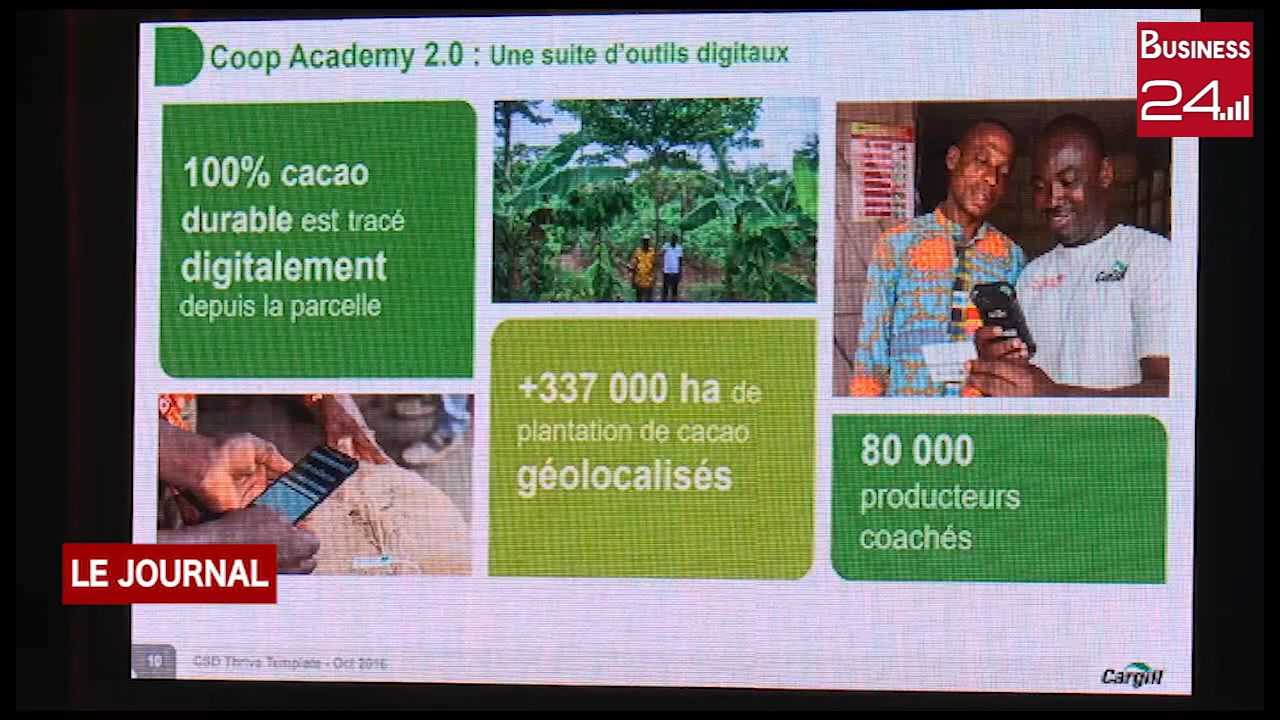 Coop Academy 2.0 : Une suite d'outils digitaux
BUSINESS
24
100% cacao
durable est tracé
digitalement
depuis la parcelle
+337 000 ha de
plantation de cacao
géolocalisés
80 000
producteurs
coachés
Cargill
LE JOURNAL
10
CSD Thrive Template - Oct 2016
Cargill